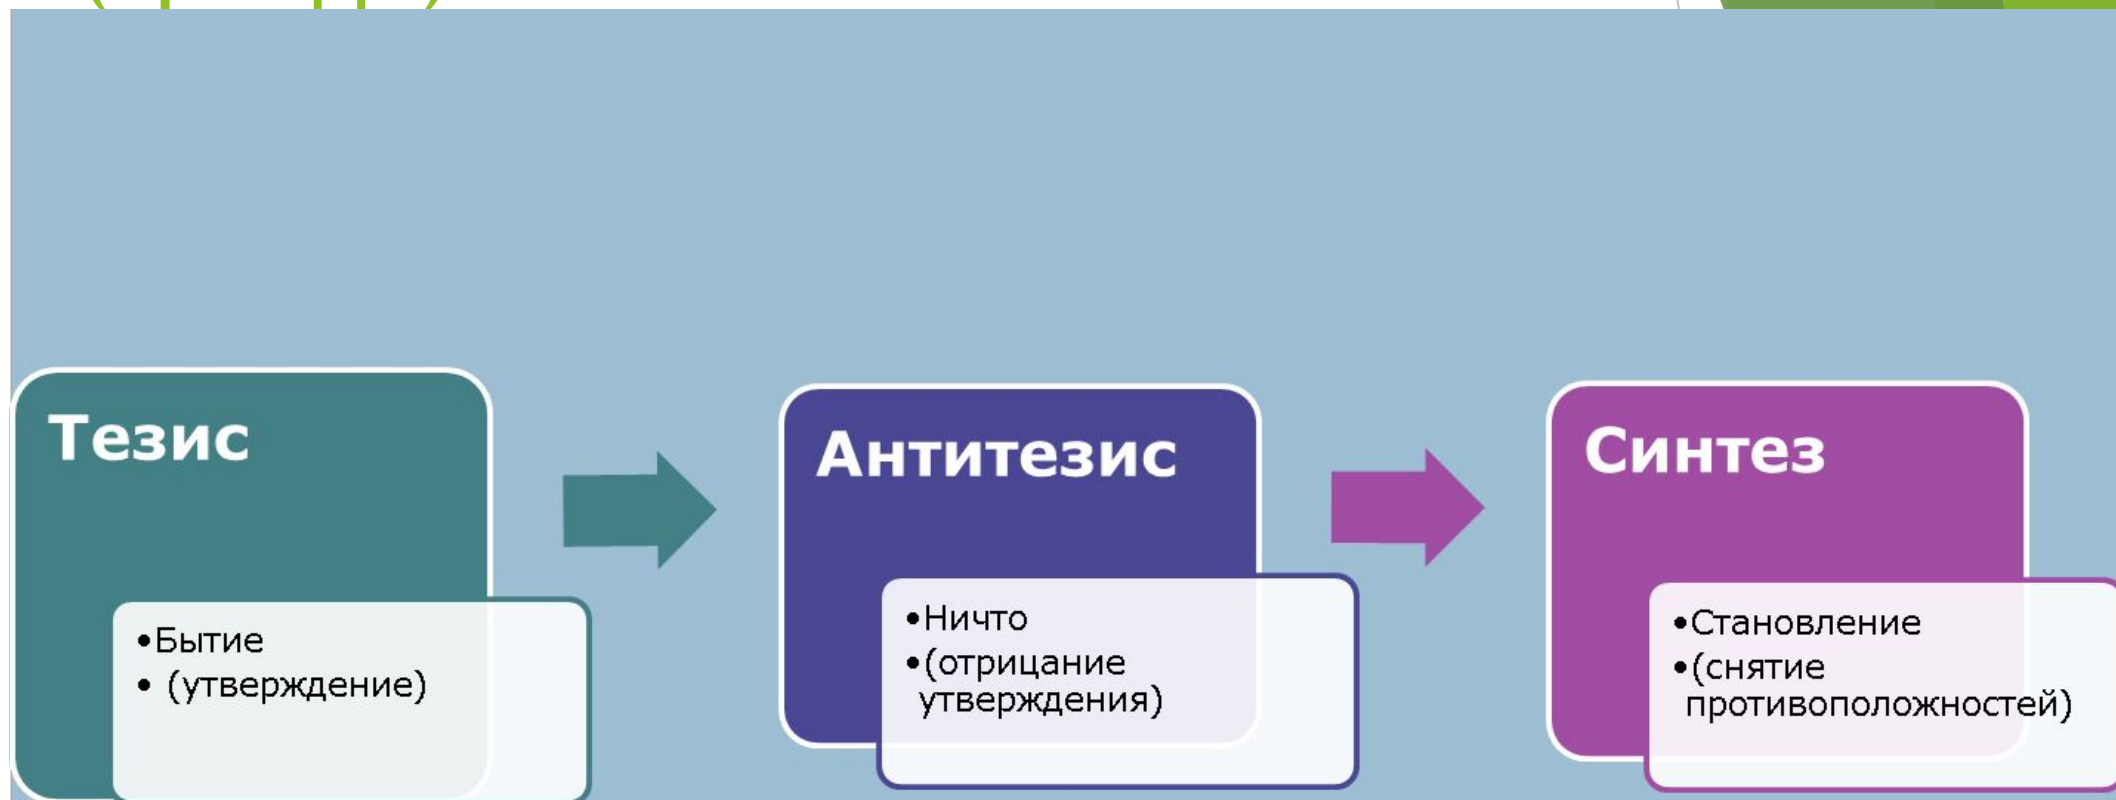 Тезис
•Бытие
• (утверждение)
Антитезис
•Ничто
•(отрицание
утверждения)
Синтез
•Становление
•(снятие
противоположностей)